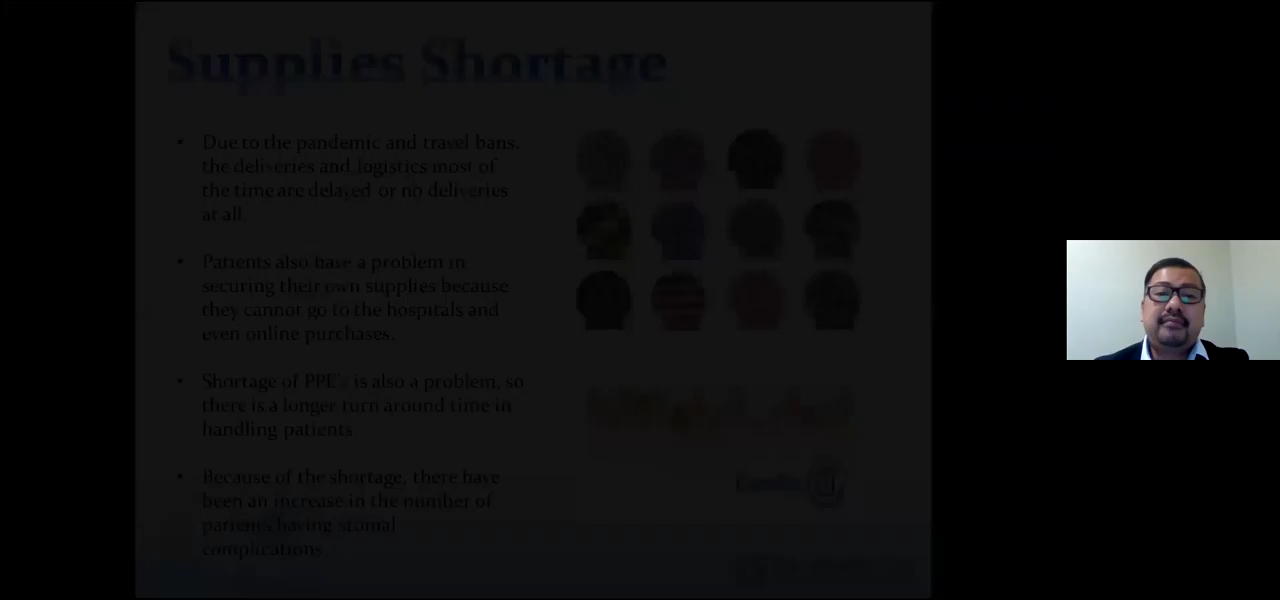 Supplies Shortage
• Due to the pandemic and travel bans,
the deliveries and logistics most of
the time are delayed or no deliveries
at all.
• Patients also have a problem in
securing their own supplies because
they cannot go to the hospitals and
even online purchases.
• Shortage of PPE's is also a problem, so
there is a longer turn around time in
handling patients
• Because of the shortage, there have
been an increase in the number of
patients having stomal
complications